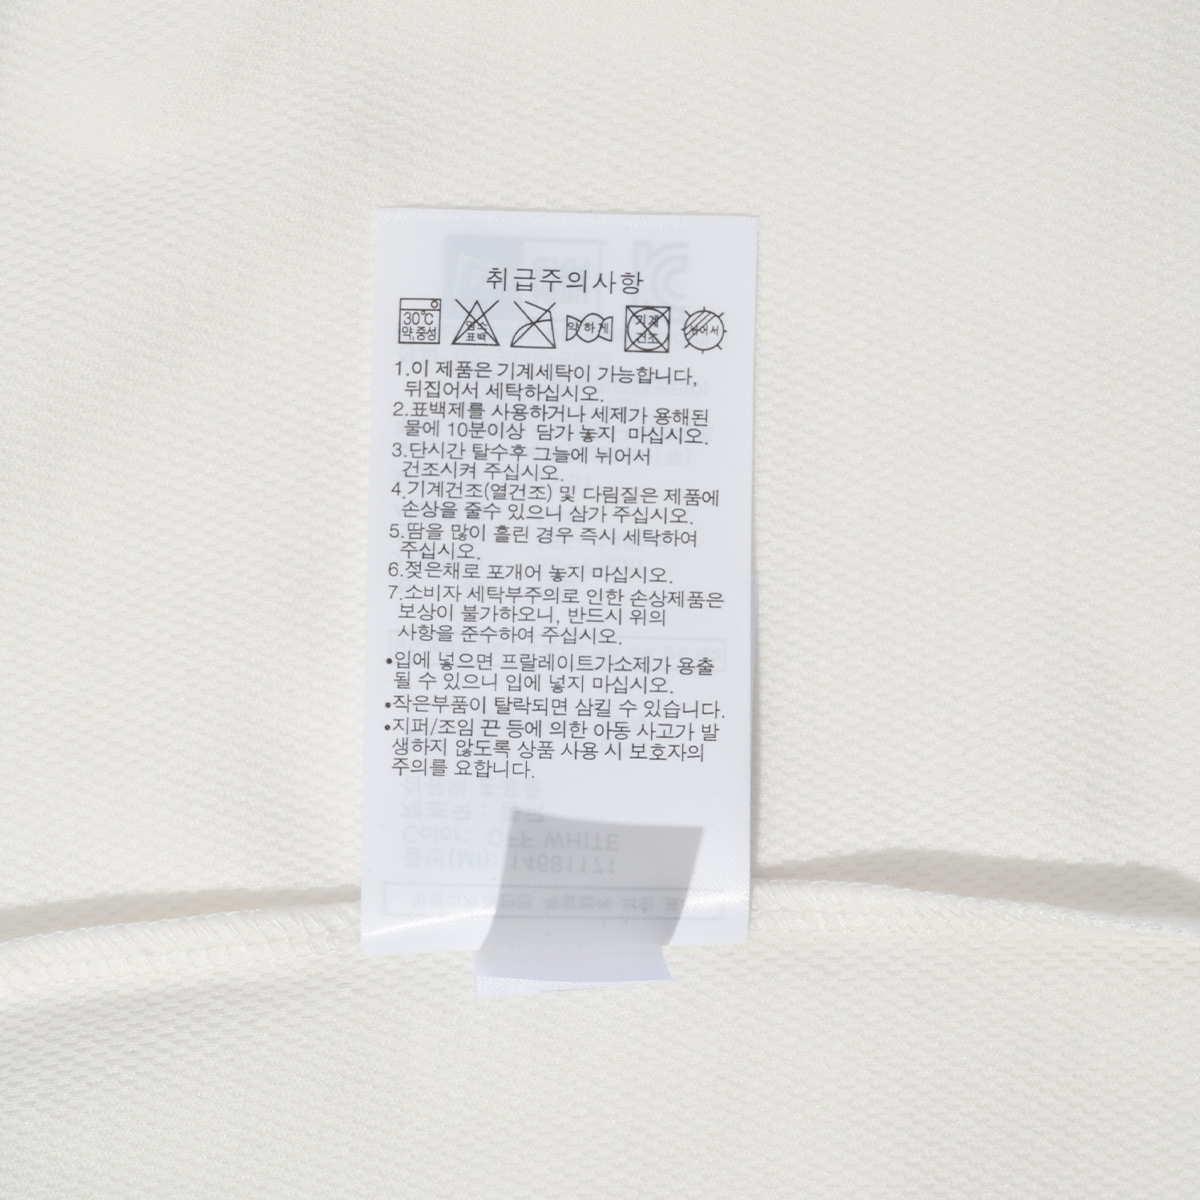 취급주의사항
30℃ 약,중성 염소 표백 약하게 기계 건조 뉘어서
1.이 제품은 기계세탁이 가능합니다,
뒤집어서 세탁하십시오.
2.표백제를 사용하거나 세제가 용해된
물에 10분이상 담가 놓지 마십시오.
3.단시간 탈수후 그늘에 뉘어서
건조시켜 주십시오.
4.기계건조(열건조) 및 다림질은 제품에
손상을 줄수 있으니 삼가 주십시오.
5.땀을 많이 흘린 경우 즉시 세탁하여
주십시오.
6.젖은채로 포개어 놓지 마십시오.
7.소비자 세탁부주의로 인한 손상제품은
보상이 불가하오니, 반드시 위의
사항을 준수하여 주십시오.
•입에 넣으면 프탈레이트가소제가 용출
될 수 있으니 입에 넣지 마십시오.
•작은부품이 탈락되면 삼킬 수 있습니다.
•지퍼/조임 끈 등에 의한 아동 사고가 발
생하지 않도록 상품 사용 시 보호자의
주의를 요합니다.
Color: OFF WHITE
품번(MU): 14681171